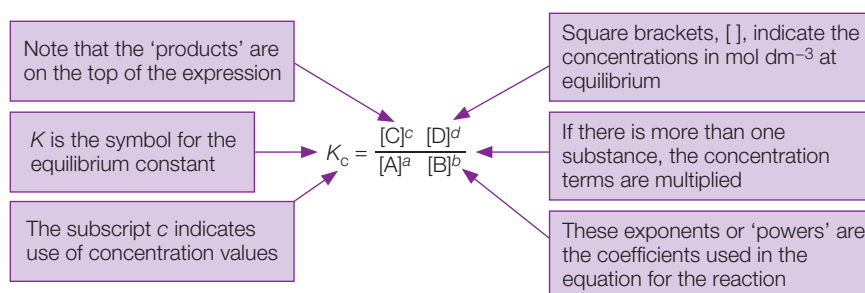 Note that the ‘products’ are
on the top of the expression
Square brackets, [ ], indicate the
concentrations in mol dm⁻³ at
equilibrium
K is the symbol for the
equilibrium constant
K_c = [C]^c [D]^d
[A]^a [B]^b
If there is more than one
substance, the concentration
terms are multiplied
The subscript c indicates
use of concentration values
These exponents or ‘powers’ are
the coefficients used in the
equation for the reaction